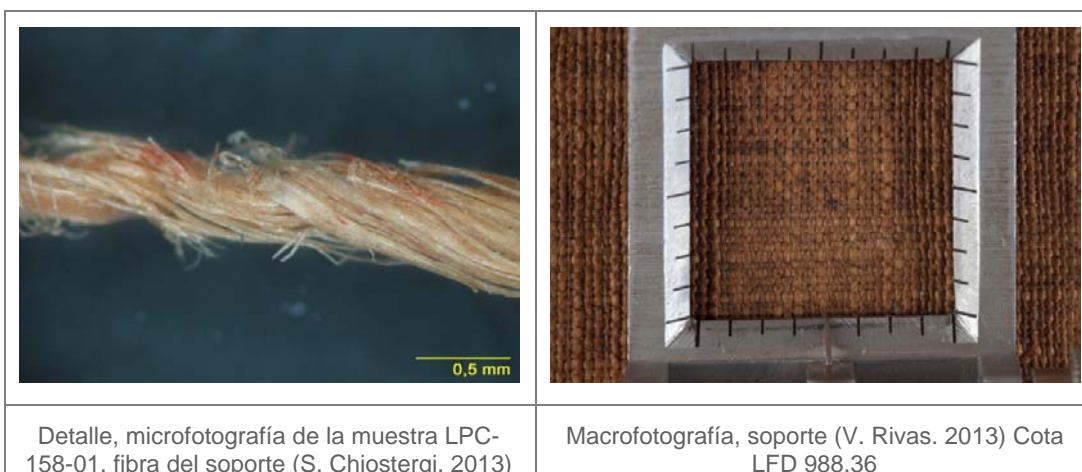 0,5 mm
Detalle, microfotografía de la muestra LPC-
158-01, fibra del soporte (S. Chiostergi, 2013)
Macrofotografía, soporte (V. Rivas. 2013) Cota
LFD 988.36